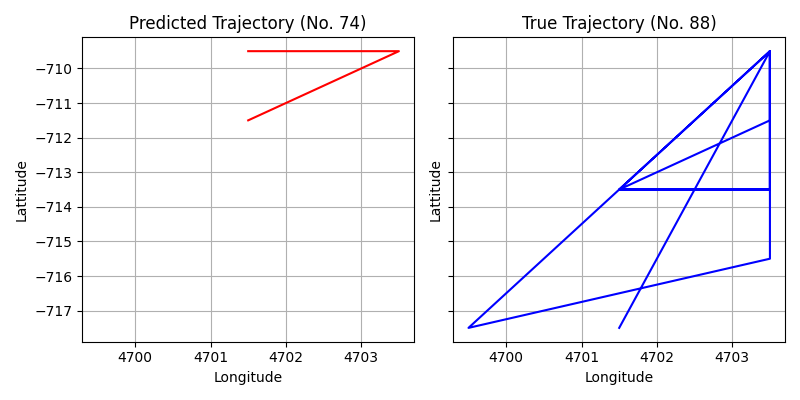 Predicted Trajectory (No. 74)
True Trajectory (No. 88)
Lattitude
−710
−711
−712
−713
−714
−715
−716
−717
4700 4701 4702 4703
Longitude
Lattitude
4700 4701 4702 4703
Longitude